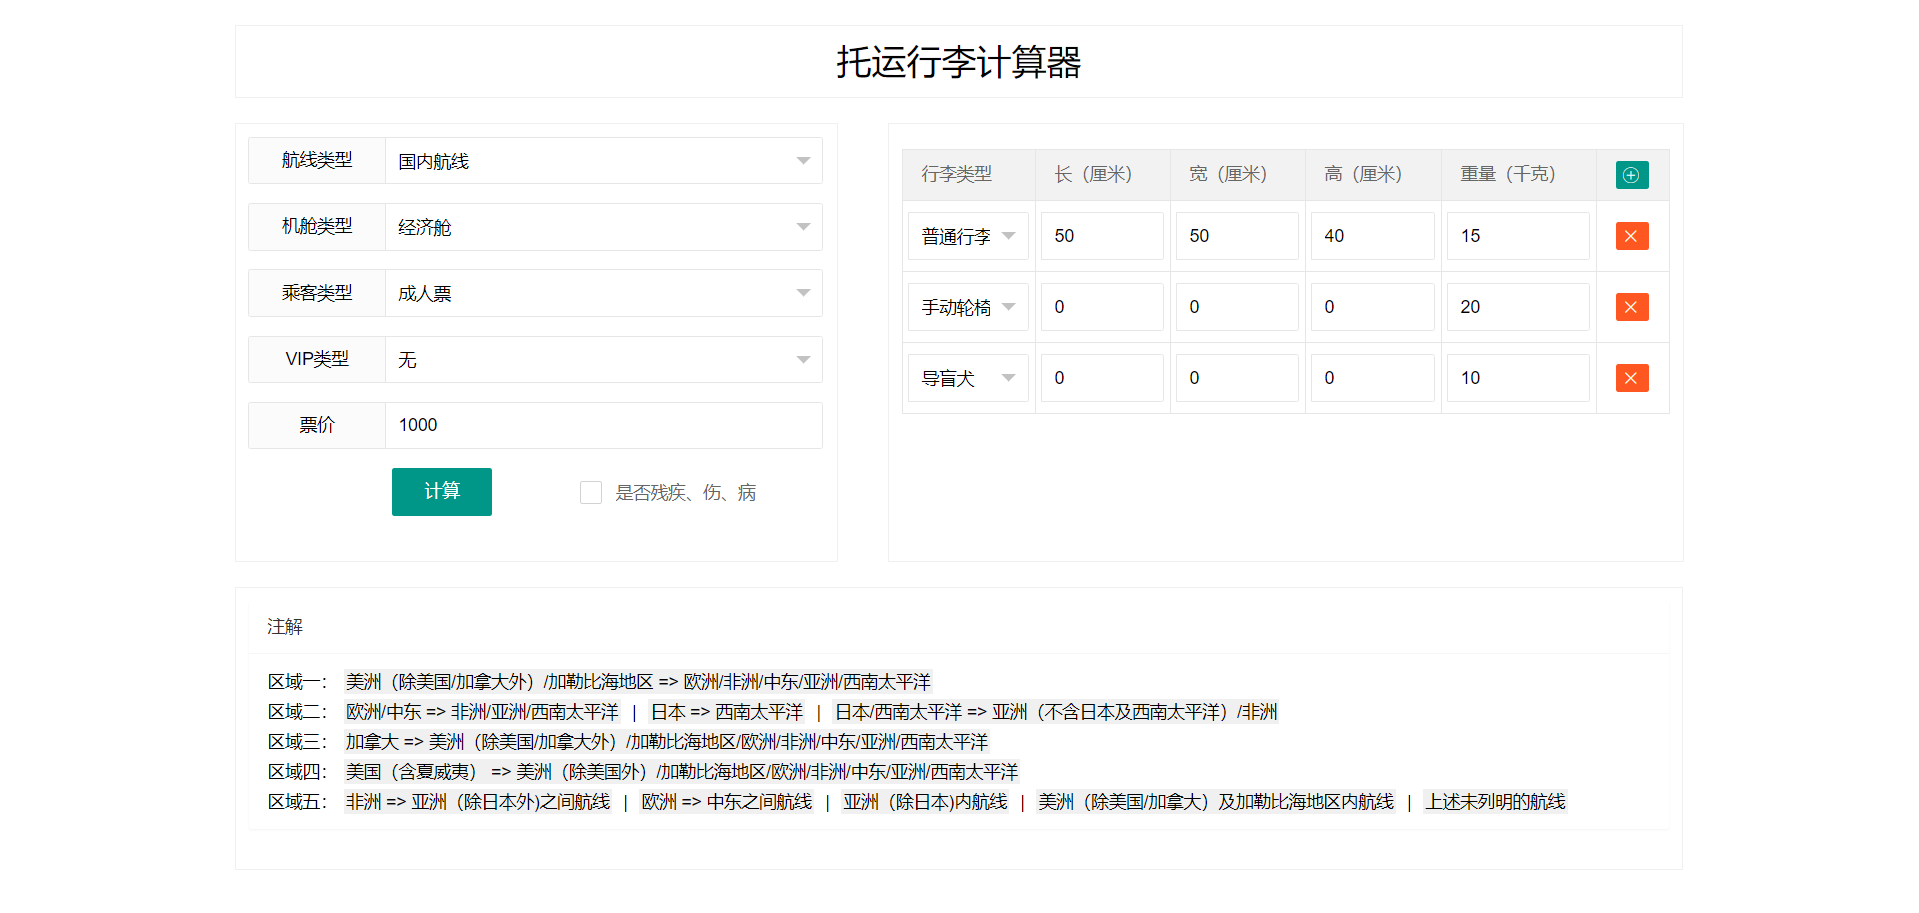 托运行李计算器
航线类型 国内航线
机舱类型 经济舱
乘客类型 成人票
VIP类型 无
票价 1000
计算 是否残疾、伤、病
行李类型 长（厘米） 宽（厘米） 高（厘米） 重量（千克）
普通行李 50 50 40 15
手动轮椅 0 0 0 20
导盲犬 0 0 0 10
注解
区域一： 美洲（除美国/加拿大外）/加勒比海地区 => 欧洲/非洲/中东/亚洲/西南太平洋
区域二： 欧洲/中东 => 非洲/亚洲/西南太平洋 | 日本 => 西南太平洋 | 日本/西南太平洋 => 亚洲（不含日本及西南太平洋）/非洲
区域三： 加拿大 => 美洲（除美国/加拿大外）/加勒比海地区/欧洲/非洲/中东/亚洲/西南太平洋
区域四： 美国（含夏威夷） => 美洲（除美国外）/加勒比海地区/欧洲/非洲/中东/亚洲/西南太平洋
区域五： 非洲 => 亚洲（除日本外)之间航线 | 欧洲 => 中东之间航线 | 亚洲（除日本)内航线 | 美洲（除美国/加拿大）及加勒比海地区内航线 | 上述未列明的航线